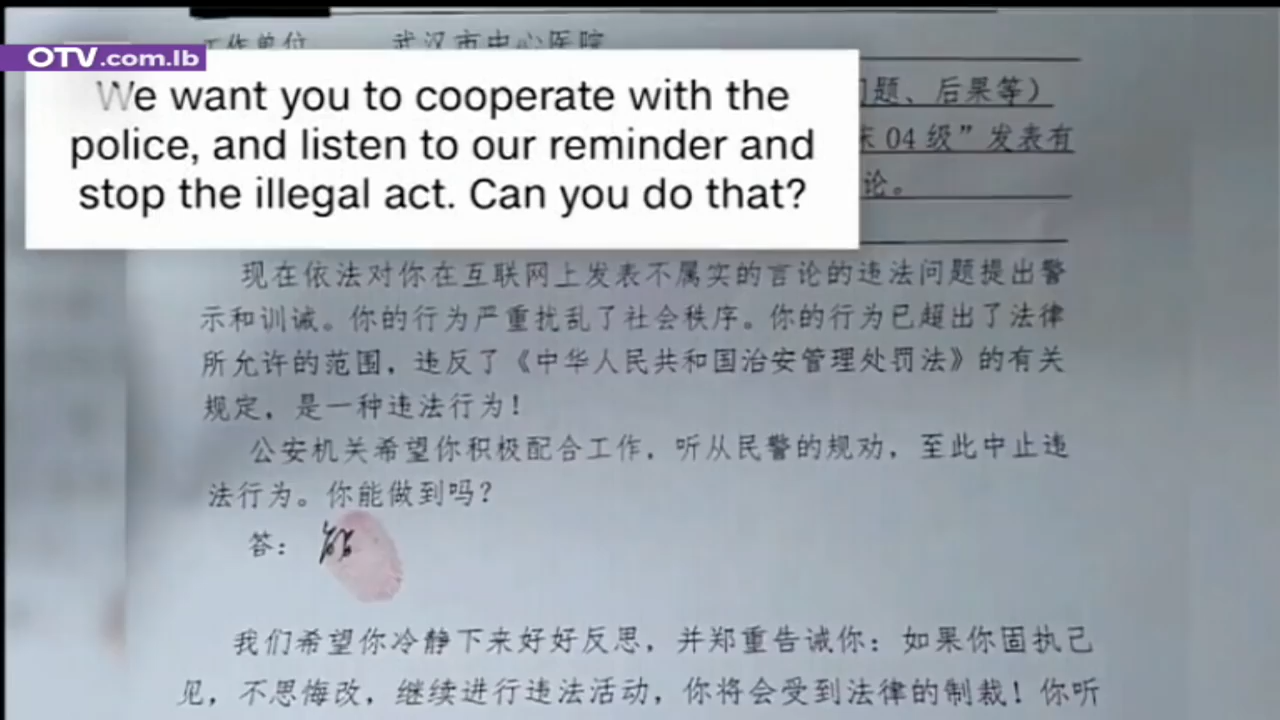 工作单位 武汉市中心医院
OTV.com.lb
We want you to cooperate with the
police, and listen to our reminder and
stop the illegal act. Can you do that?
题、后果等）
04 级”发表有
论。
现在依法对你在互联网上发表不属实的言论的违法问题提出警
示和训诫。你的行为严重扰乱了社会秩序。你的行为已超出了法律
所允许的范围，违反了《中华人民共和国治安管理处罚法》的有关
规定，是一种违法行为！
公安机关希望你积极配合工作，听从民警的规劝，至此中止违
法行为。你能做到吗？
答：能
我们希望你冷静下来好好反思，并郑重告诫你：如果你固执己
见，不思悔改，继续进行违法活动，你将会受到法律的制裁！你听